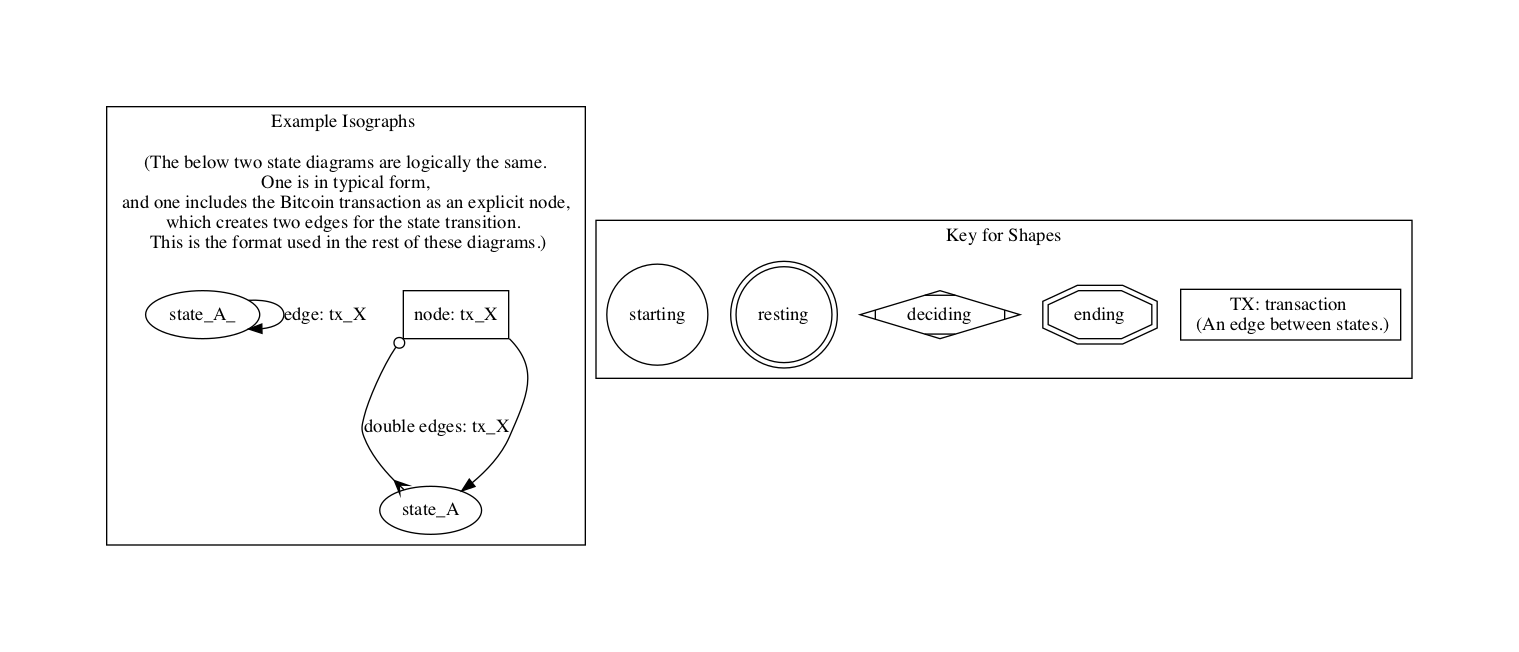 Example Isographs
(The below two state diagrams are logically the same.
One is in typical form,
and one includes the Bitcoin transaction as an explicit node,
which creates two edges for the state transition.
This is the format used in the rest of these diagrams.)
state_A_
edge: tx_X
node: tx_X
double edges: tx_X
state_A
Key for Shapes
starting
resting
deciding
ending
TX: transaction
(An edge between states.)